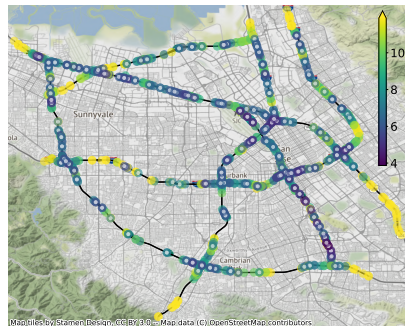 10
8
Sunnyvale
6
4
Cambrian
Map tiles by Stamen Design, CC BY 3.0 -- Map data (C) OpenStreetMap contributors